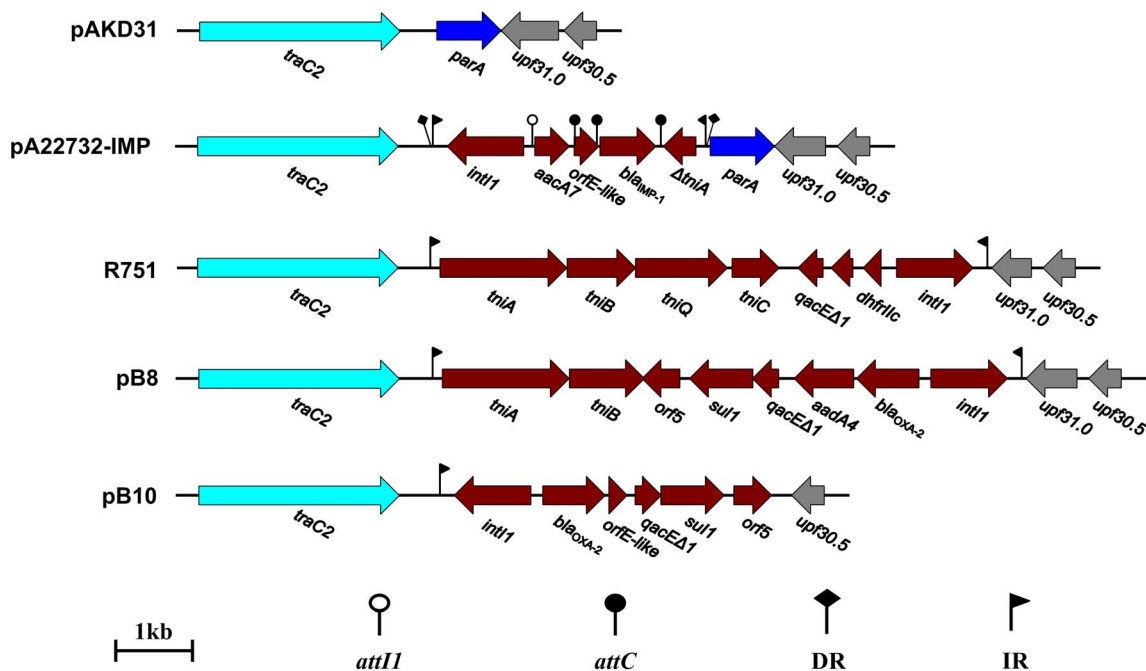 pAKD31
traC2 parA upf31.0 upf30.5
pA22732-IMP
traC2 intI1 aacA7 orfE-like blaIMP-1 ΔtniA parA upf31.0 upf30.5
R751
traC2 tniA tniB tniQ tniC qacEΔ1 dhfrIIc intI1 upf31.0 upf30.5
pB8
traC2 tniA tniB orf5 sul1 qacEΔ1 aadA4 blaOXA-2 intI1 upf31.0 upf30.5
pB10
traC2 intI1 blaOXA-2 orfE-like qacEΔ1 sul1 orf5 upf30.5
1kb attI1 attC DR IR